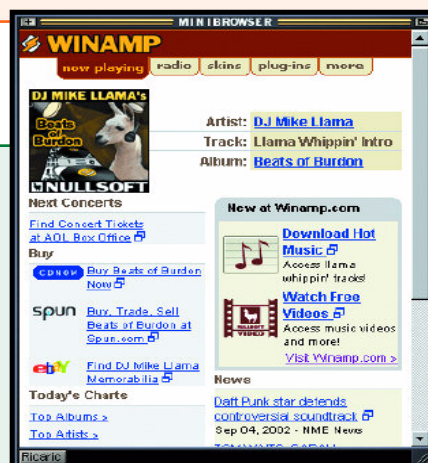 MINIBROWSER
WINAMP
now playing radio skins plug-ins more
DJ MIKE LLAMA's
Beats
of
Burdon
NULLSOFT
Artist: DJ Mike Llama
Track: Llama Whippin' Intro
Album: Beats of Burdon
Next Concerts
Find Concert Tickets
at AOL Box Office
Buy
CDNOW Buy Beats of Burdon
Now
spun Buy, Trade, Sell
Beats of Burdon at
Spun.com
ebY Find DJ Mike Llama
Memorabilia
Today's Charts
Top Albums >
Top Artists >
New at Winamp.com
Download Hot
Music
Access llama
whippin' tracks!
NULLSOFT
VIDEOS
Watch Free
Videos
Access music videos
and more!
Visit Winamp.com >
News
Daft Punk star defends
controversial soundtrack
Sep 04, 2002 - NME News
Ricaric